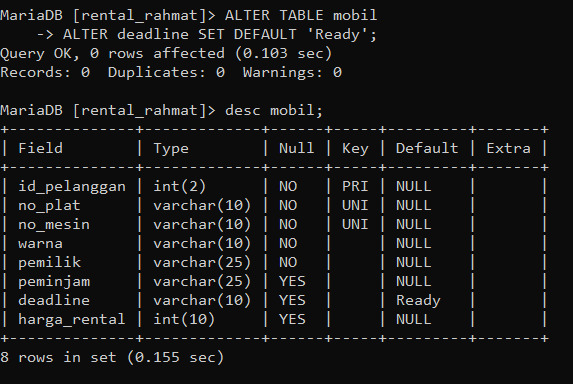 MariaDB [rental_rahmat]> ALTER TABLE mobil
    -> ALTER deadline SET DEFAULT 'Ready';
Query OK, 0 rows affected (0.103 sec)
Records: 0  Duplicates: 0  Warnings: 0

MariaDB [rental_rahmat]> desc mobil;
+--------------+-------------+------+-----+---------+-------+
| Field        | Type        | Null | Key | Default | Extra |
+--------------+-------------+------+-----+---------+-------+
| id_pelanggan | int(2)      | NO   | PRI | NULL    |       |
| no_plat      | varchar(10) | NO   | UNI | NULL    |       |
| no_mesin     | varchar(10) | NO   | UNI | NULL    |       |
| warna        | varchar(10) | NO   |     | NULL    |       |
| pemilik      | varchar(25) | NO   |     | NULL    |       |
| peminjam     | varchar(25) | YES  |     | NULL    |       |
| deadline     | varchar(10) | YES  |     | Ready   |       |
| harga_rental | int(10)     | YES  |     | NULL    |       |
+--------------+-------------+------+-----+---------+-------+
8 rows in set (0.155 sec)